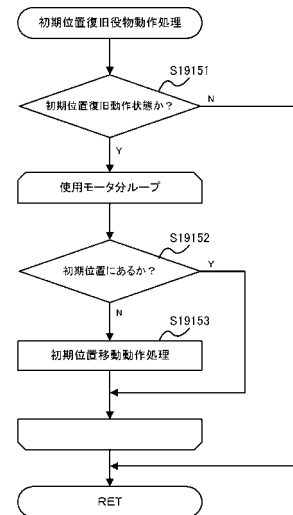 初期位置復旧役物動作処理
S19151
初期位置復旧動作状態か？
N
Y
使用モータ分ループ
S19152
初期位置にあるか？
Y
N
S19153
初期位置移動動作処理
RET